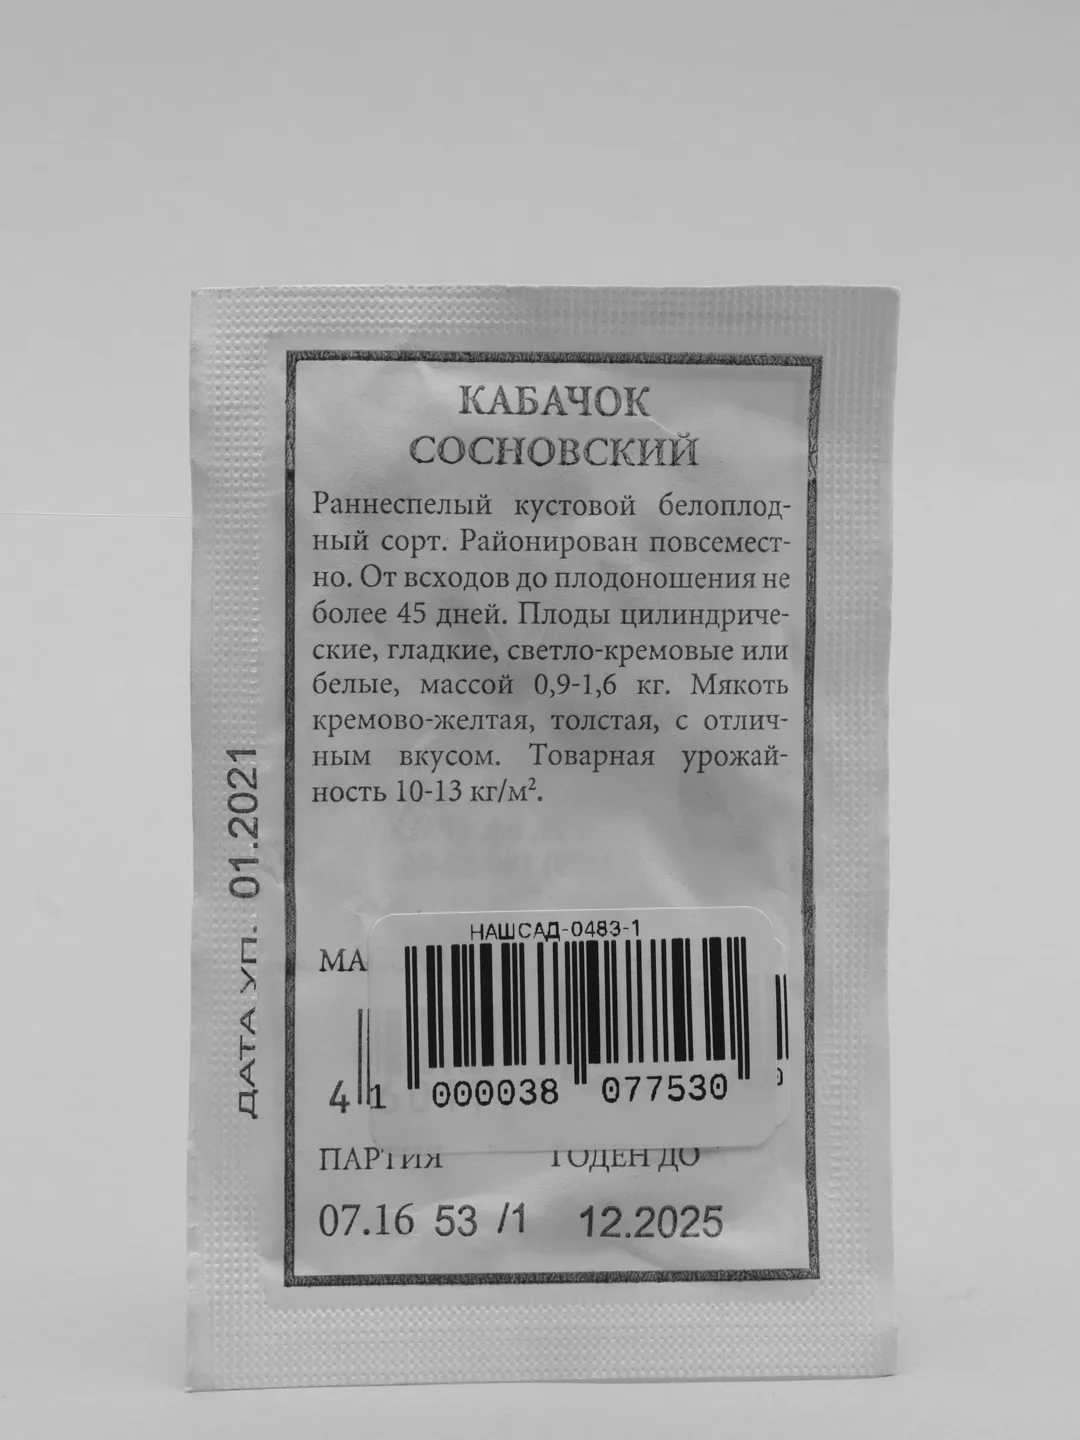 КАБАЧОК
СОСНОВСКИЙ
Раннеспелый кустовой белоплод-
ный сорт. Районирован повсемест-
но. От всходов до плодоношения не
более 45 дней. Плоды цилиндриче-
ские, гладкие, светло-кремовые или
белые, массой 0,9-1,6 кг. Мякоть
кремово-желтая, толстая, с отлич-
ным вкусом. Товарная урожай-
ность 10-13 кг/м².
ДАТА УП. 01.2021
НАШСАД-0483-1
МА
4
1 000038 077530
ПАРТИЯ ГОДЕН ДО
07.16 53 /1 12.2025